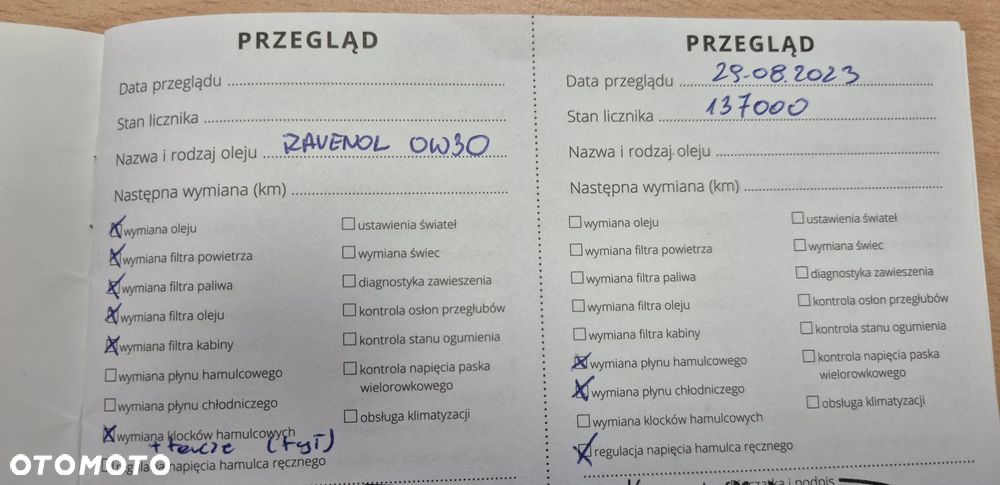 PRZEGLĄD
Data przeglądu
Stan licznika
Nazwa i rodzaj oleju RAVENOL 0W30
Następna wymiana (km)
wymiana oleju
wymiana filtra powietrza
wymiana filtra paliwa
wymiana filtra oleju
wymiana filtra kabiny
wymiana płynu hamulcowego
wymiana płynu chłodniczego
wymiana klocków hamulcowych
+ tarcze (tył)
regulacja napięcia hamulca ręcznego
ustawienia świateł
wymiana świec
diagnostyka zawieszenia
kontrola osłon przegłubów
kontrola stanu ogumienia
kontrola napięcia paska
wielorowkowego
obsługa klimatyzacji
PRZEGLĄD
Data przeglądu 29-08.2023
Stan licznika 137000
Nazwa i rodzaj oleju
Następna wymiana (km)
wymiana oleju
wymiana filtra powietrza
wymiana filtra paliwa
wymiana filtra oleju
wymiana filtra kabiny
wymiana płynu hamulcowego
wymiana płynu chłodniczego
wymiana klocków hamulcowych
regulacja napięcia hamulca ręcznego
ustawienia świateł
wymiana świec
diagnostyka zawieszenia
kontrola osłon przegłubów
kontrola stanu ogumienia
kontrola napięcia paska
wielorowkowego
obsługa klimatyzacji
i podpis
OTOMOTO